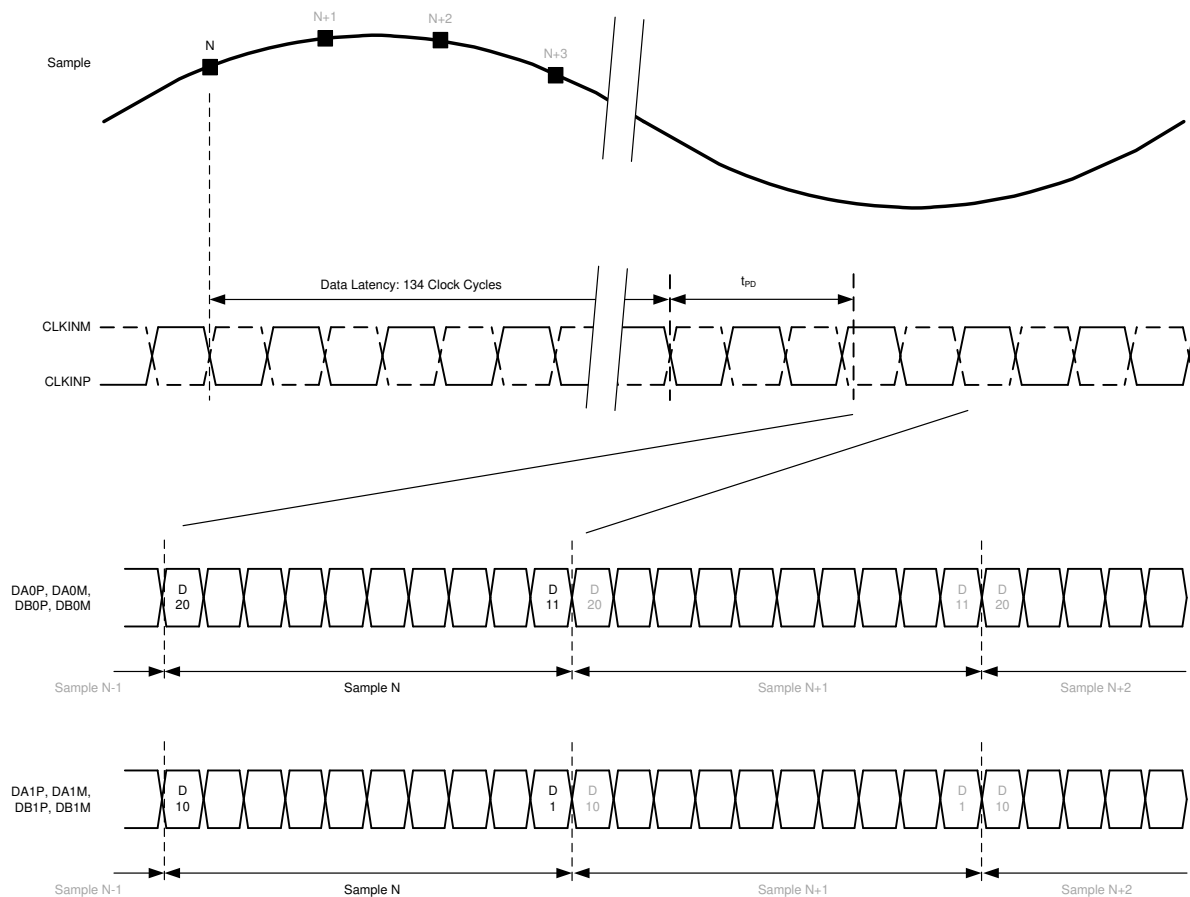 N
N+1
N+2
N+3
Sample
Data Latency: 134 Clock Cycles
tPD
CLKINM
CLKINP
DA0P, DA0M,
DB0P, DB0M
D
20
D
11
D
20
D
11
D
20
Sample N-1
Sample N
Sample N+1
Sample N+2
DA1P, DA1M,
DB1P, DB1M
D
10
D
1
D
10
D
1
D
10
Sample N-1
Sample N
Sample N+1
Sample N+2